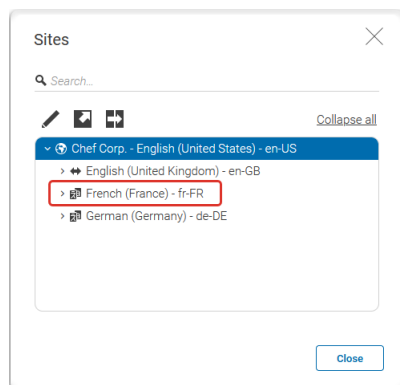 Sites
Search...
Collapse all
Chef Corp. - English (United States) - en-US
English (United Kingdom) - en-GB
French (France) - fr-FR
German (Germany) - de-DE
Close